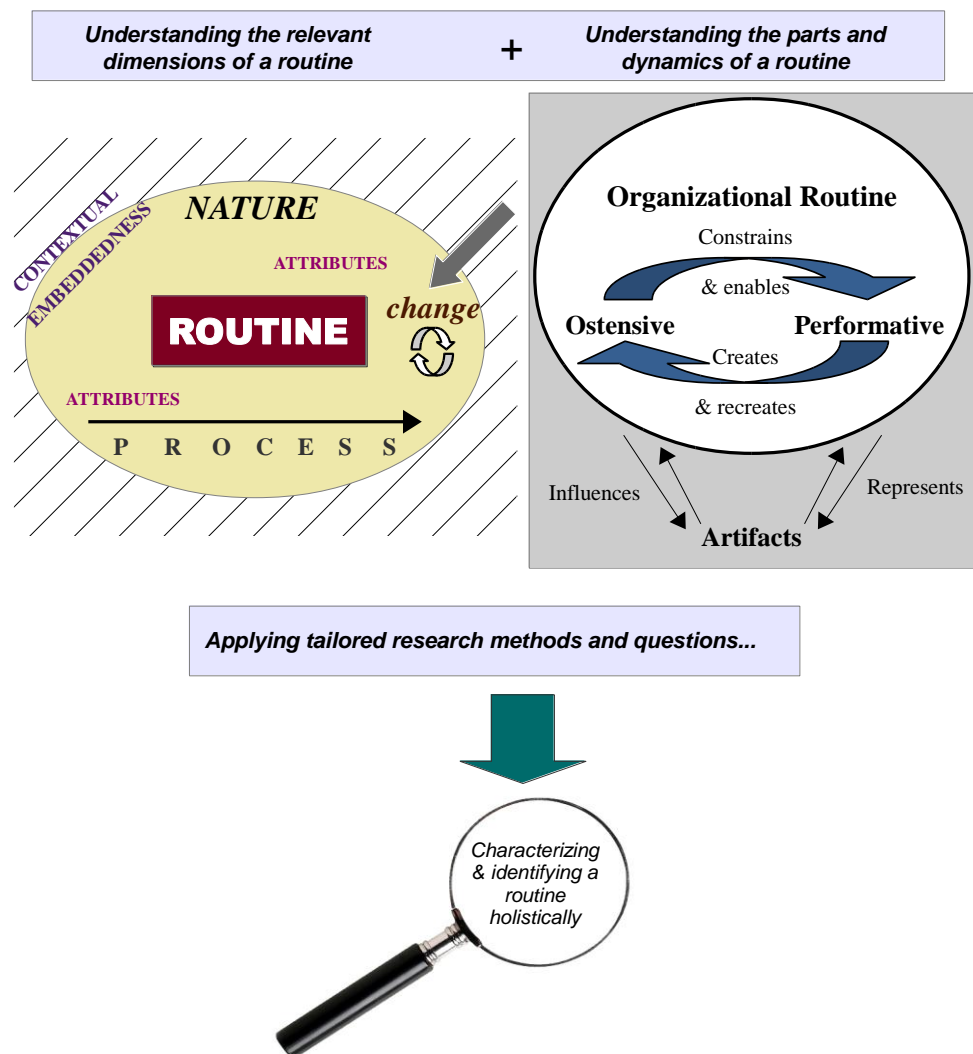 Understanding the relevant
dimensions of a routine
+
Understanding the parts and
dynamics of a routine
CONTEXTUAL
EMBEDDEDNESS
NATURE
ATTRIBUTES
change
ROUTINE
ATTRIBUTES
P R O C E S S
Organizational Routine
Constrains
& enables
Ostensive
Performative
Creates
& recreates
Influences
Represents
Artifacts
Applying tailored research methods and questions...
Characterizing
& identifying a
routine
holistically